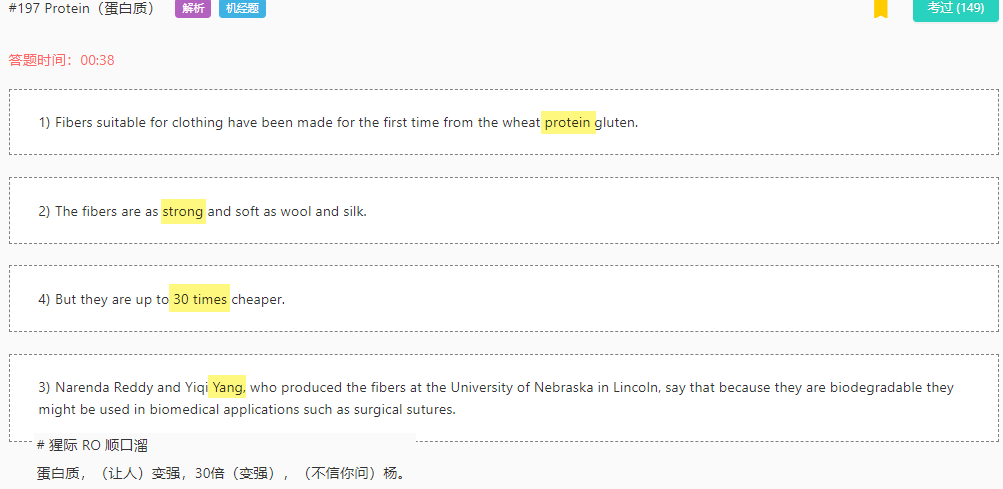 #197 Protein（蛋白质） 解析 机经题 考过 (149)
答题时间：00:38
1) Fibers suitable for clothing have been made for the first time from the wheat protein gluten.
2) The fibers are as strong and soft as wool and silk.
4) But they are up to 30 times cheaper.
3) Narenda Reddy and Yiqi Yang, who produced the fibers at the University of Nebraska in Lincoln, say that because they are biodegradable they
might be used in biomedical applications such as surgical sutures.
# 猩际 RO 顺口溜
蛋白质，（让人）变强，30倍（变强），（不信你问）杨。